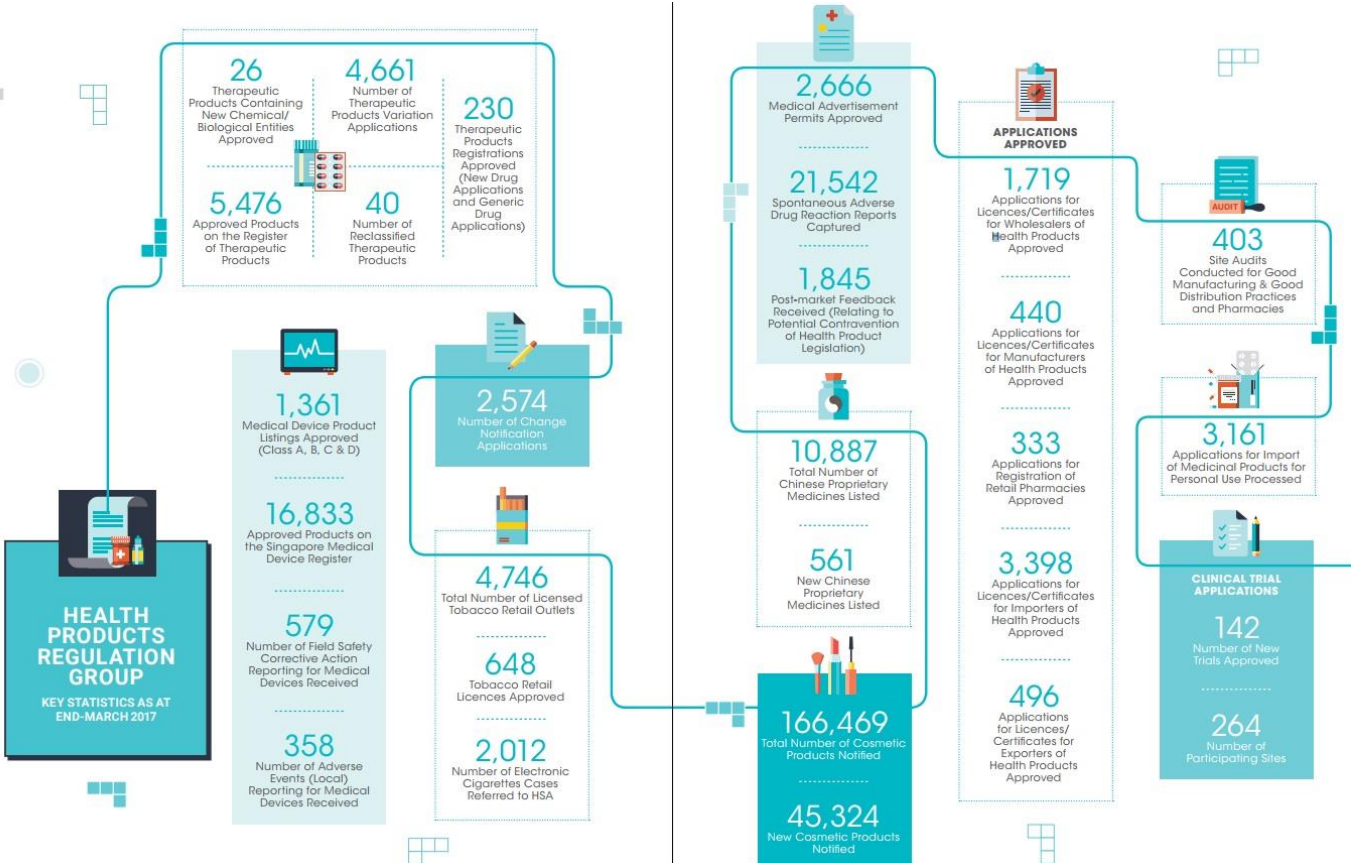 HEALTH
PRODUCTS
REGULATION
GROUP
KEY STATISTICS AS AT
END-MARCH 2017
26
Therapeutic
Products Containing
New Chemical/
Biological Entities
Approved
4,661
Number of
Therapeutic
Products Variation
Applications
230
Therapeutic
Products
Registrations
Approved
(New Drug
Applications
and Generic
Drug
Applications)
5,476
Approved Products
on the Register
of Therapeutic
Products
40
Number of
Reclassified
Therapeutic
Products
1,361
Medical Device Product
Listings Approved
(Class A, B, C & D)
16,833
Approved Products on
the Singapore Medical
Device Register
579
Number of Field Safety
Corrective Action
Reporting for Medical
Devices Received
358
Number of Adverse
Events (Local)
Reporting for Medical
Devices Received
2,574
Number of Change
Notification
Applications
4,746
Total Number of Licensed
Tobacco Retail Outlets
648
Tobacco Retail
Licences Approved
2,012
Number of Electronic
Cigarettes Cases
Referred to HSA
2,666
Medical Advertisement
Permits Approved
21,542
Spontaneous Adverse
Drug Reaction Reports
Captured
1,845
Post-market Feedback
Received (Relating to
Potential Contravention
of Health Product
Legislation)
10,887
Total Number of
Chinese Proprietary
Medicines Listed
561
New Chinese
Proprietary
Medicines Listed
166,469
Total Number of Cosmetic
Products Notified
45,324
New Cosmetic Products
Notified
APPLICATIONS
APPROVED
1,719
Applications for
Licences/Certificates
for Wholesalers of
Health Products
Approved
440
Applications for
Licences/Certificates
for Manufacturers
of Health Products
Approved
333
Applications for
Registration of
Retail Pharmacies
Approved
3,398
Applications for
Licences/Certificates
for Importers of
Health Products
Approved
496
Applications
for Licences/
Certificates for
Exporters of
Health Products
Approved
AUDIT
403
Site Audits
Conducted for Good
Manufacturing & Good
Distribution Practices
and Pharmacies
3,161
Applications for Import
of Medicinal Products for
Personal Use Processed
CLINICAL TRIAL
APPLICATIONS
142
Number of New
Trials Approved
264
Number of
Participating Sites